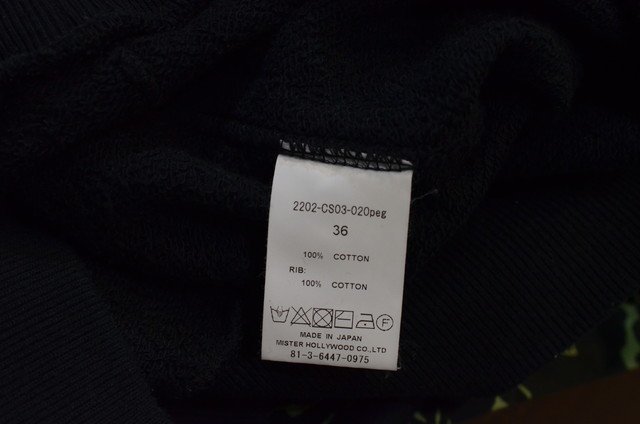 2202-CS03-020peg
36
100% COTTON
RIB:
100% COTTON
F
MADE IN JAPAN
MISTER HOLLYWOOD CO.,LTD
81-3-6447-0975